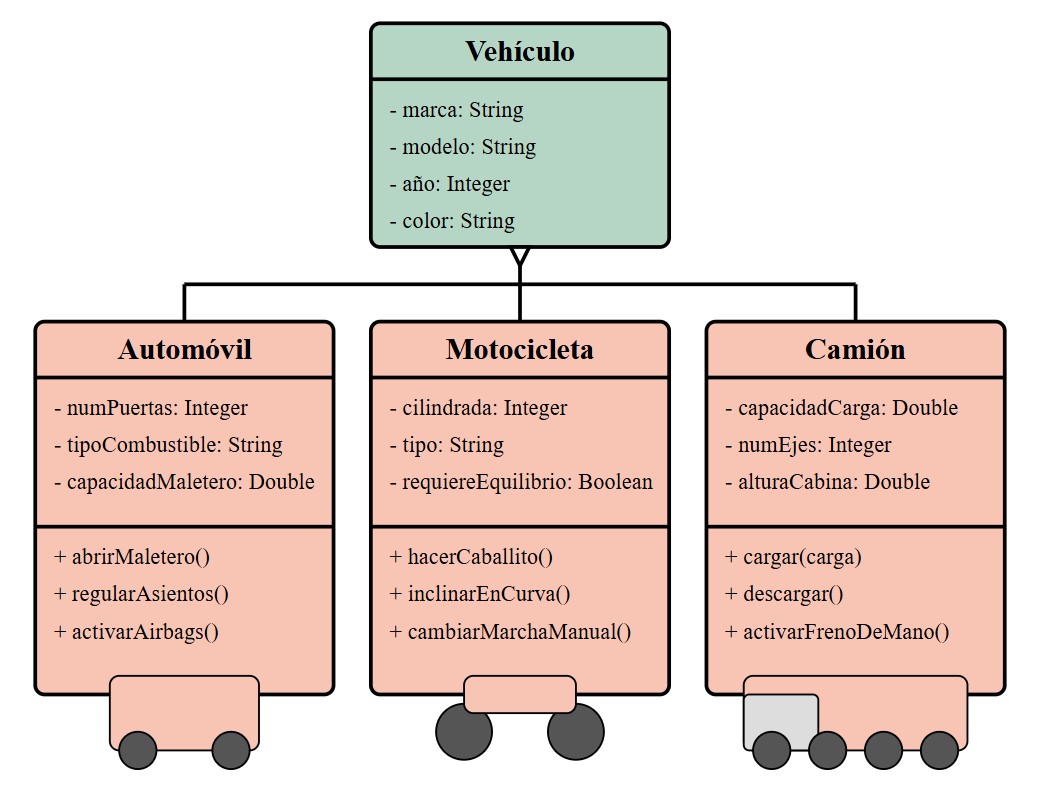 Vehículo
- marca: String
- modelo: String
- año: Integer
- color: String
Automóvil
- numPuertas: Integer
- tipoCombustible: String
- capacidadMaletero: Double
+ abrirMaletero()
+ regularAsientos()
+ activarAirbags()
Motocicleta
- cilindrada: Integer
- tipo: String
- requiereEquilibrio: Boolean
+ hacerCaballito()
+ inclinarEnCurva()
+ cambiarMarchaManual()
Camión
- capacidadCarga: Double
- numEjes: Integer
- alturaCabina: Double
+ cargar(carga)
+ descargar()
+ activarFrenoDeMano()